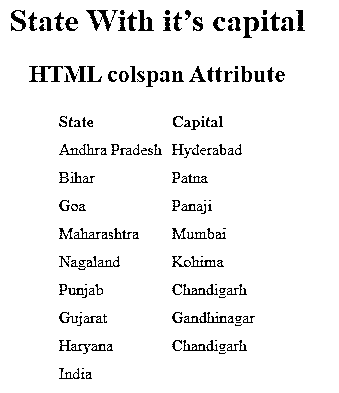 State With it’s capital
HTML colspan Attribute
State Capital
Andhra Pradesh Hyderabad
Bihar Patna
Goa Panaji
Maharashtra Mumbai
Nagaland Kohima
Punjab Chandigarh
Gujarat Gandhinagar
Haryana Chandigarh
India